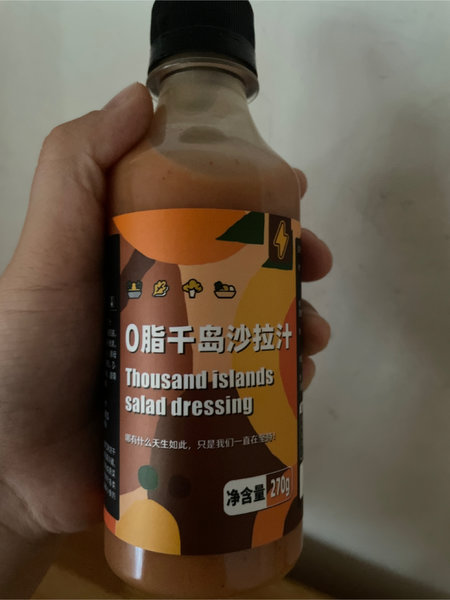 0脂千岛沙拉汁
Thousand islands
salad dressing
哪有什么天生如此，只是我们一直在坚持！
净含量 270g